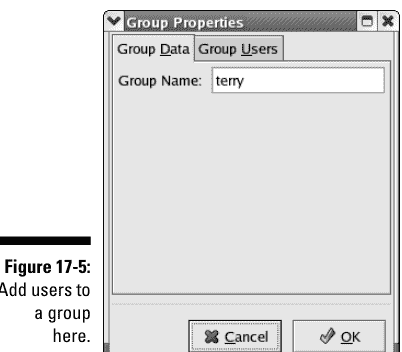 Group Properties
Group Data Group Users
Group Name: terry
Cancel OK
Figure 17-5:
Add users to
a group
here.